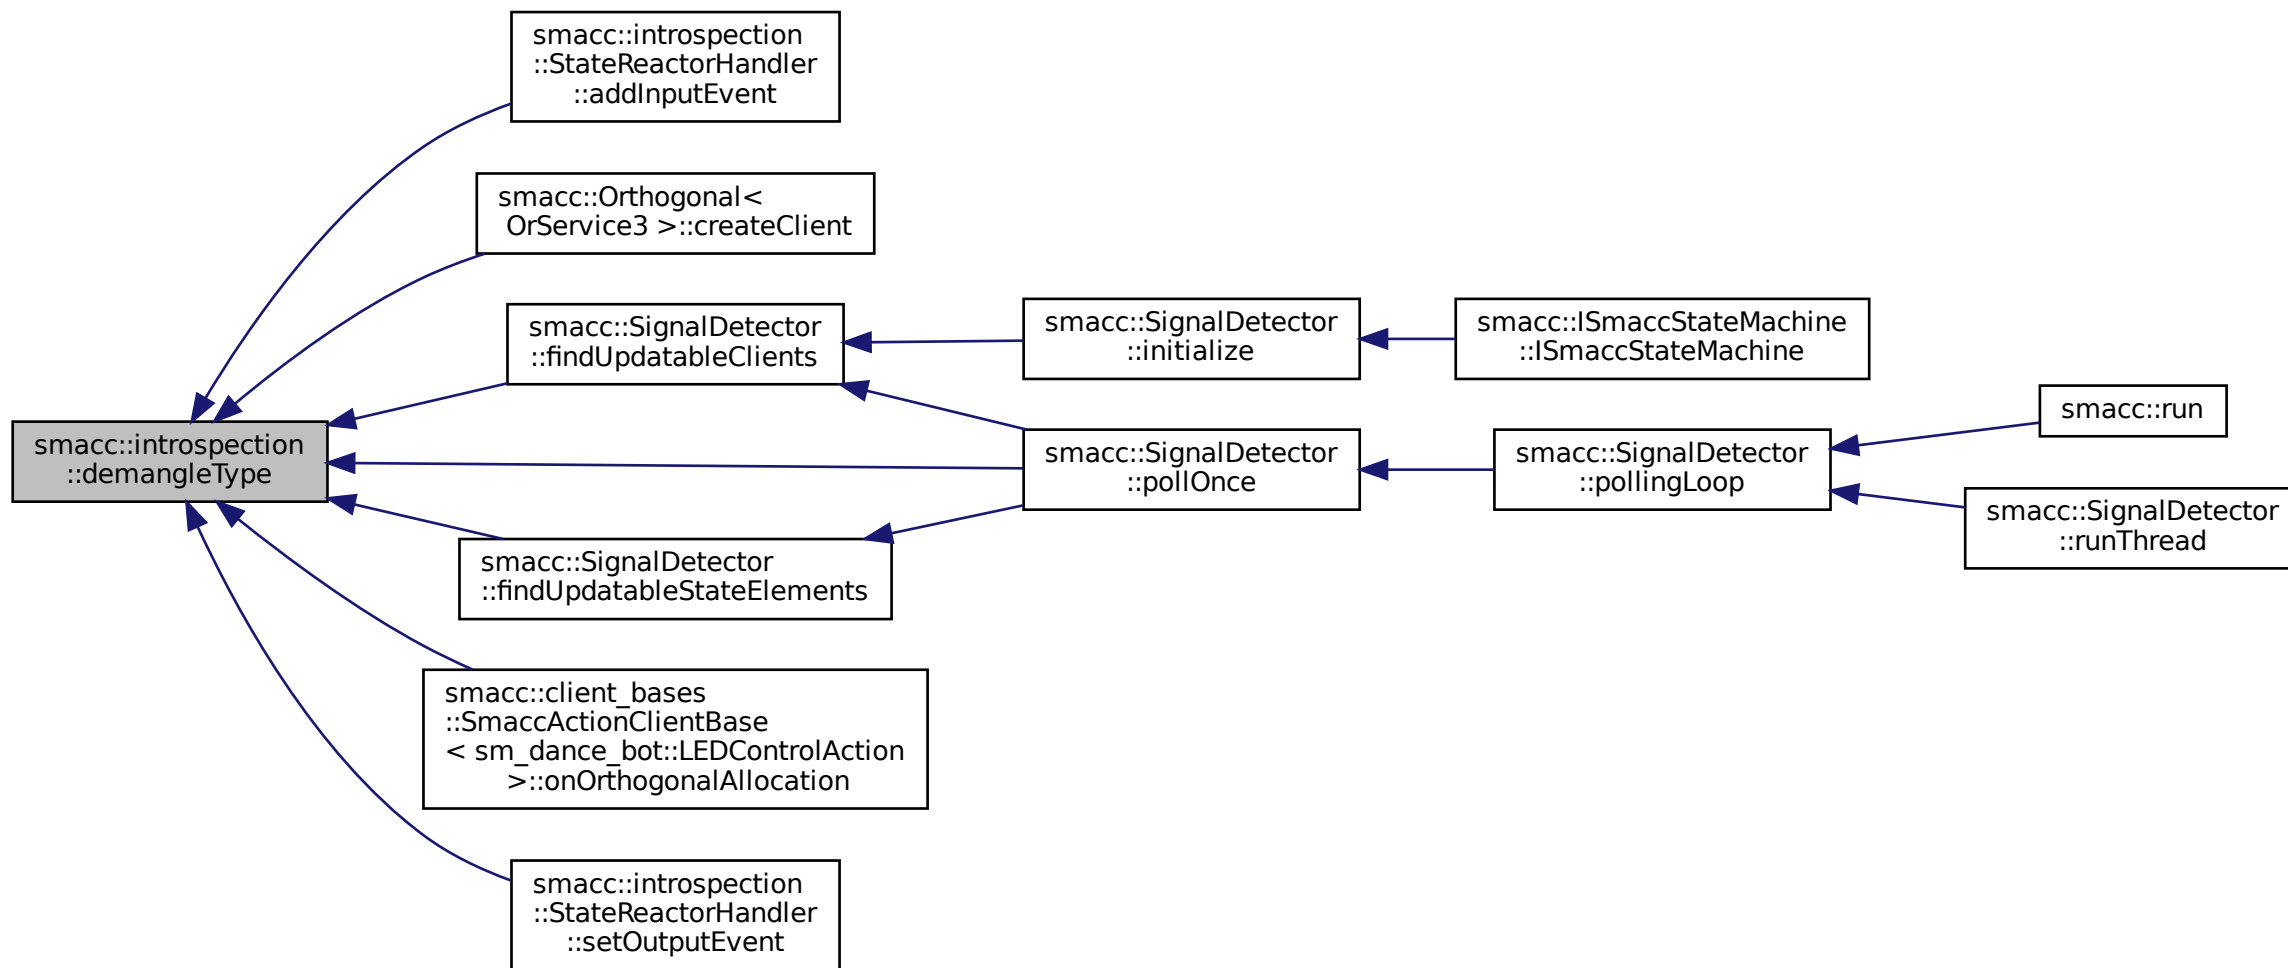 smacc::introspection
::StateReactorHandler
::addInputEvent
smacc::Orthogonal<
OrService3 >::createClient
smacc::SignalDetector
::findUpdatableClients
smacc::SignalDetector
::initialize
smacc::ISmaccStateMachine
::ISmaccStateMachine
smacc::run
smacc::introspection
::demangleType
smacc::SignalDetector
::pollOnce
smacc::SignalDetector
::pollingLoop
smacc::SignalDetector
::runThread
smacc::SignalDetector
::findUpdatableStateElements
smacc::client_bases
::SmaccActionClientBase
< sm_dance_bot::LEDControlAction
>::onOrthogonalAllocation
smacc::introspection
::StateReactorHandler
::setOutputEvent